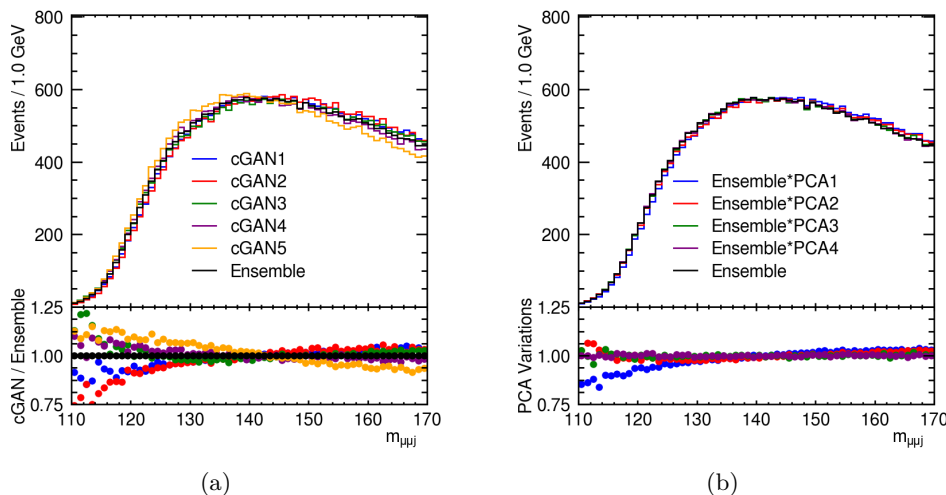 800
600
400
200
1.25
1.00
0.75
Events / 1.0 GeV
cGAN / Ensemble
cGAN1
cGAN2
cGAN3
cGAN4
cGAN5
Ensemble
110 120 130 140 150 160 170
mμμj
(a)
800
600
400
200
1.25
1.00
0.75
Events / 1.0 GeV
PCA Variations
Ensemble*PCA1
Ensemble*PCA2
Ensemble*PCA3
Ensemble*PCA4
Ensemble
110 120 130 140 150 160 170
mμμj
(b)